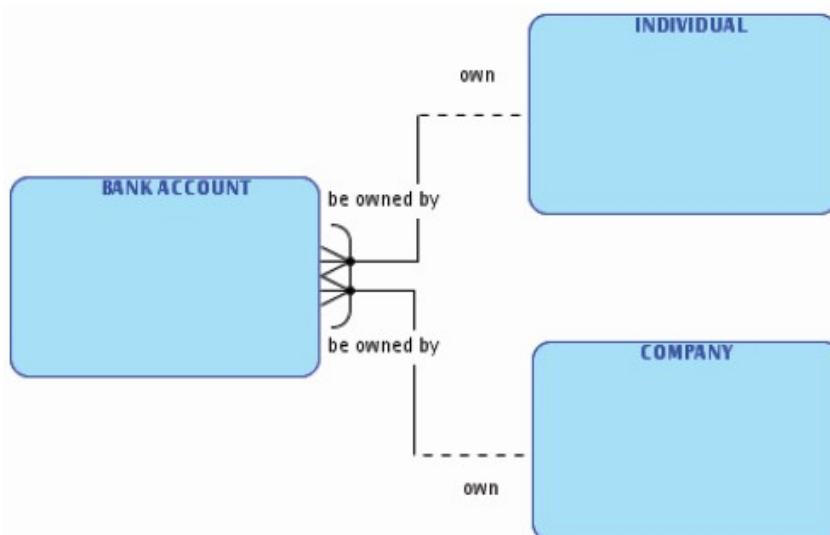 INDIVIDUAL
own
BANK ACCOUNT
be owned by
be owned by
COMPANY
own